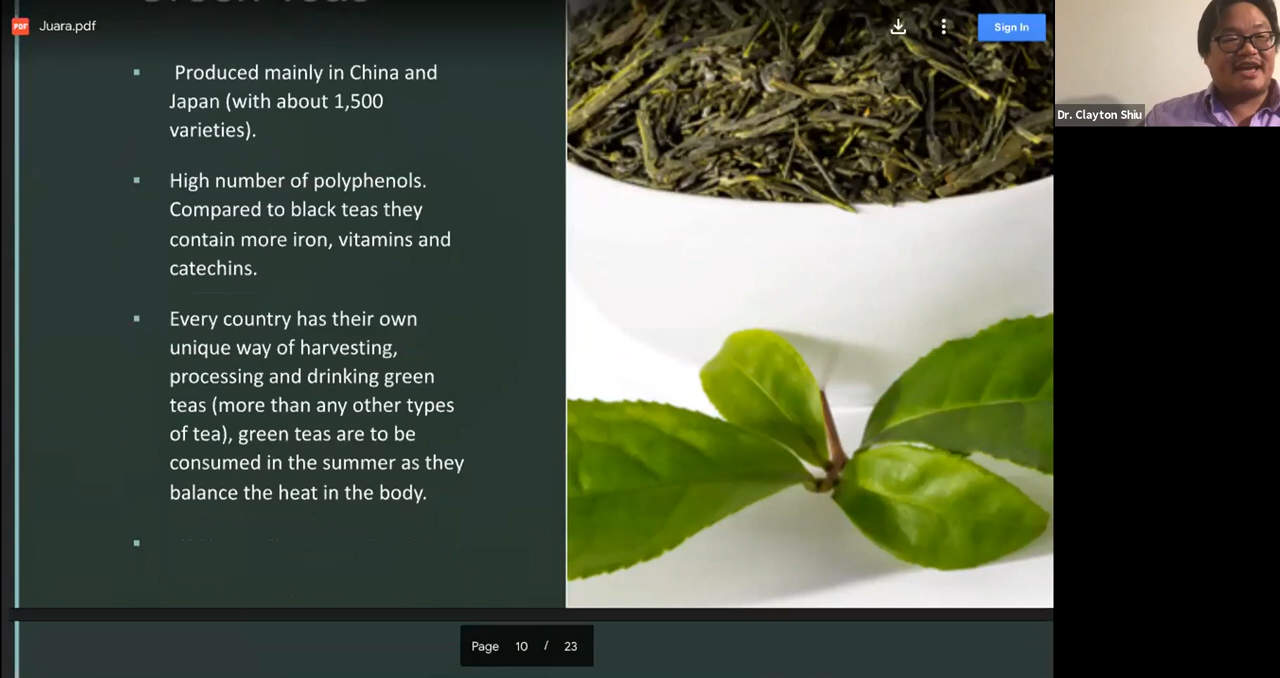 PDF Juara.pdf
Sign In
Dr. Clayton Shiu
▪ Produced mainly in China and
Japan (with about 1,500
varieties).
▪ High number of polyphenols.
Compared to black teas they
contain more iron, vitamins and
catechins.
▪ Every country has their own
unique way of harvesting,
processing and drinking green
teas (more than any other types
of tea), green teas are to be
consumed in the summer as they
balance the heat in the body.
▪
Page 10 / 23